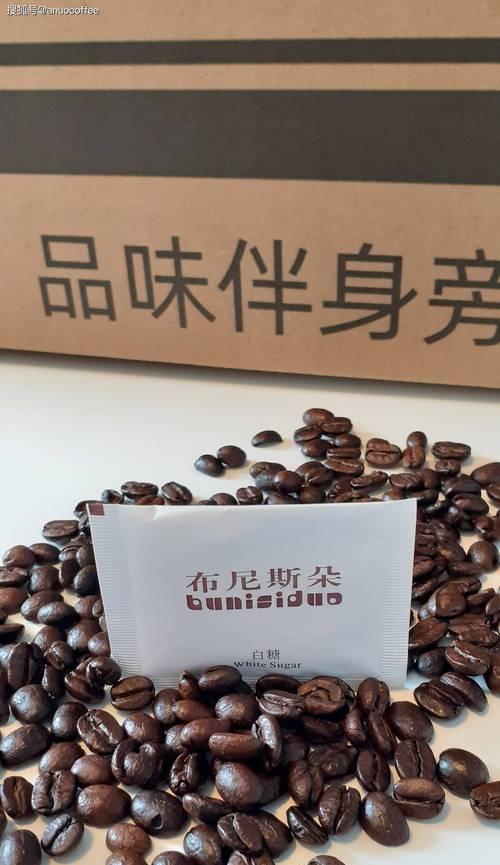 搜狐号@anuocoffee
品味伴身旁
布尼斯朵
bunisiduo
白糖
White Sugar